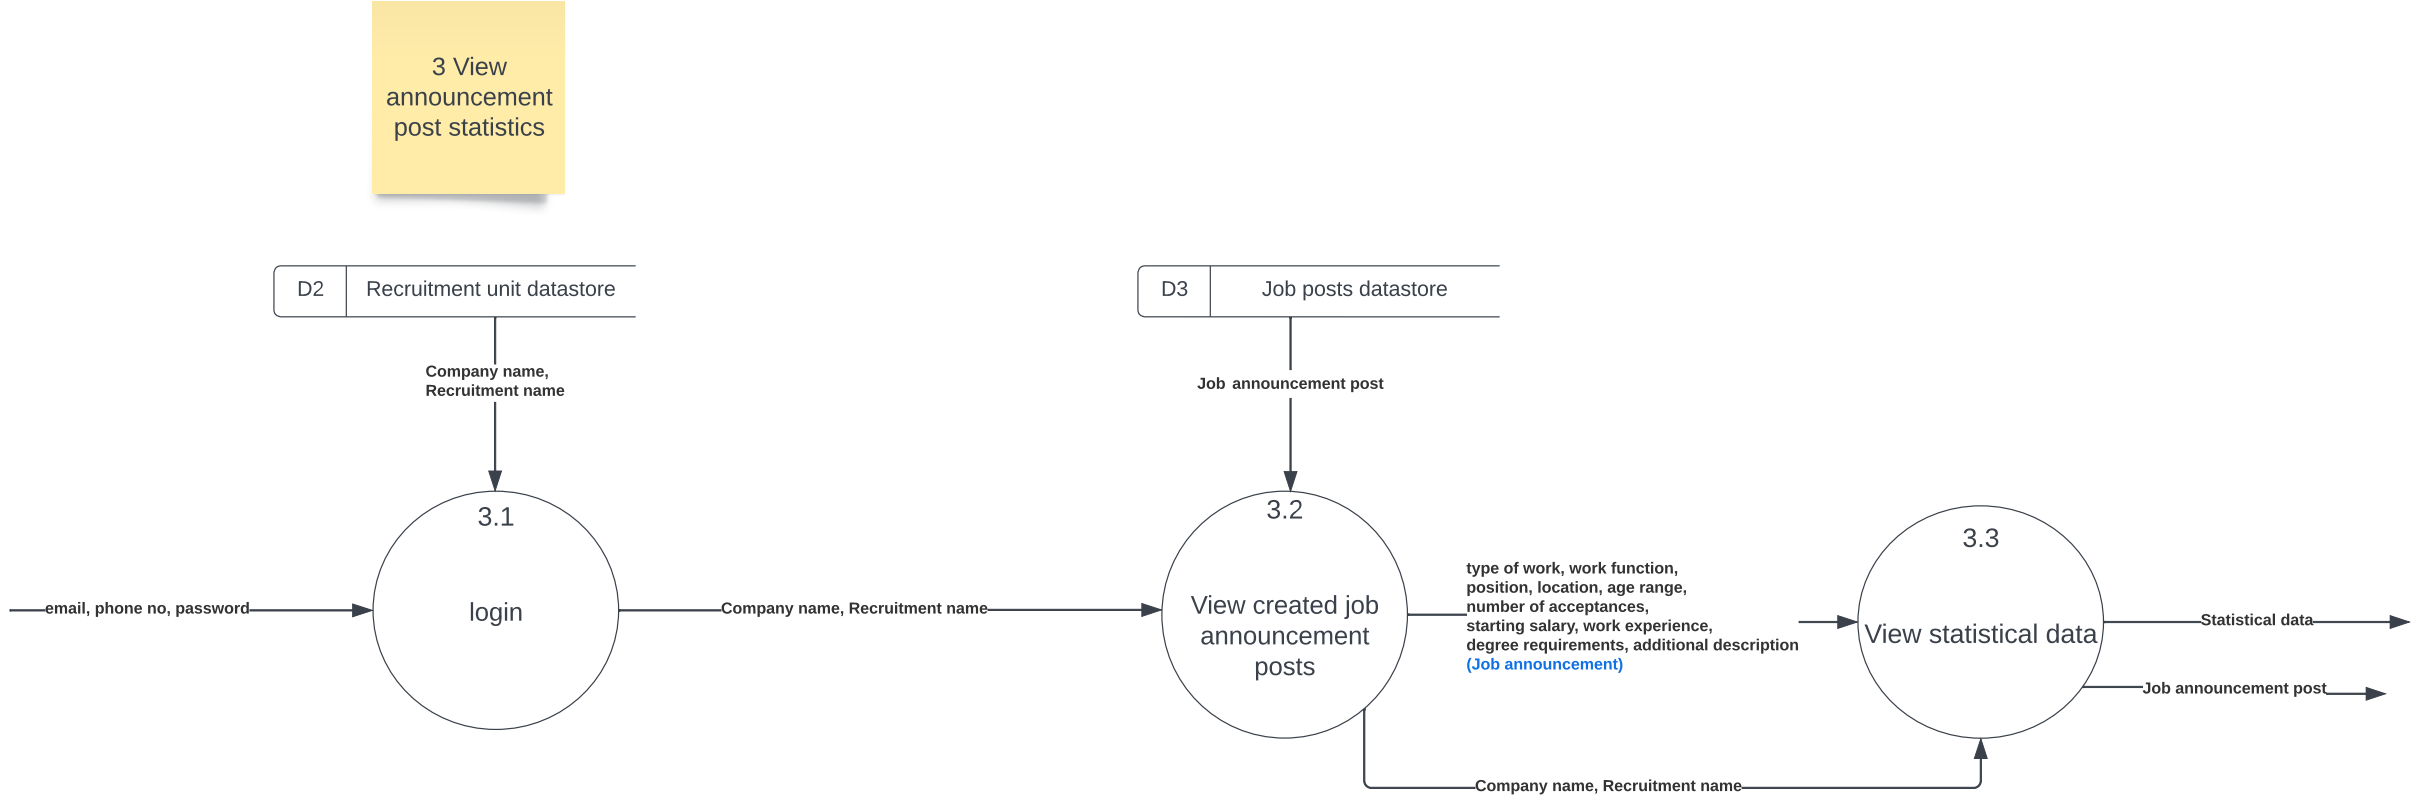 3 View
announcement
post statistics
D2
Recruitment unit datastore
D3
Job posts datastore
Company name,
Recruitment name
Job announcement post
3.1
login
3.2
View created job
announcement
posts
3.3
View statistical data
email, phone no, password
Company name, Recruitment name
type of work, work function,
position, location, age range,
number of acceptances,
starting salary, work experience,
degree requirements, additional description
(Job announcement)
Statistical data
Job announcement post
Company name, Recruitment name